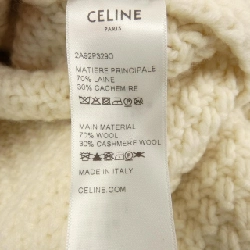 CELINE
PARIS
MATIÈRE PRINCIPALE
70% LAINE
30% CACHEMIRE
MAIN MATERIAL
70% WOOL
30% CASHMERE WOOL
MADE IN ITALY
CELINE.COM